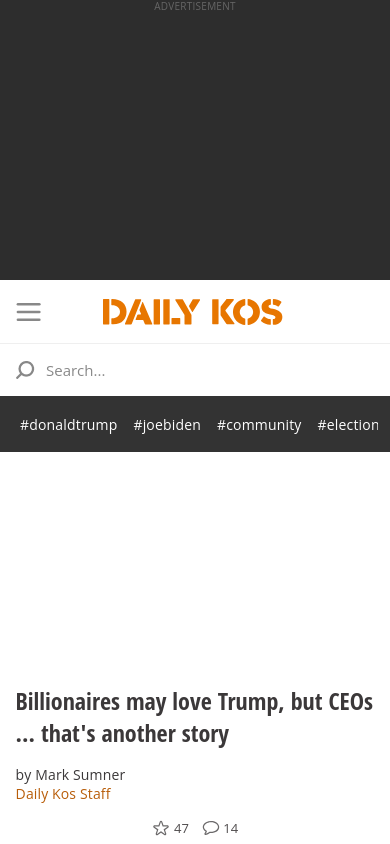 ADVERTISEMENT
DAILY KOS
Search...
#donaldtrump #joebiden #community #election
Billionaires may love Trump, but CEOs
... that's another story
by Mark Sumner
Daily Kos Staff
47 14